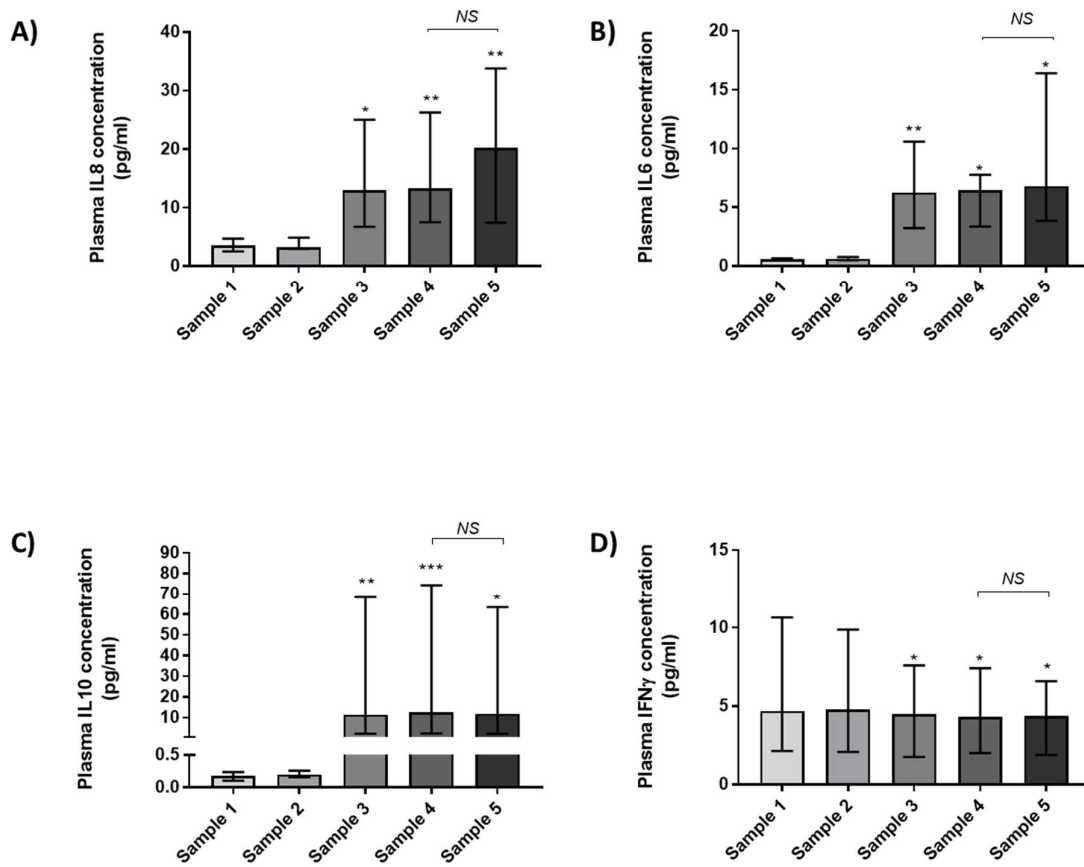 A)
Plasma IL8 concentration
(pg/ml)
40
30
20
10
0
NS
*
**
**
Sample 1
Sample 2
Sample 3
Sample 4
Sample 5
B)
Plasma IL6 concentration
(pg/ml)
20
15
10
5
0
NS
**
*
*
Sample 1
Sample 2
Sample 3
Sample 4
Sample 5
C)
Plasma IL10 concentration
(pg/ml)
90
80
70
60
50
40
30
20
10
0.5
0.0
NS
**
***
*
Sample 1
Sample 2
Sample 3
Sample 4
Sample 5
D)
Plasma IFNγ concentration
(pg/ml)
15
10
5
0
NS
*
*
*
Sample 1
Sample 2
Sample 3
Sample 4
Sample 5